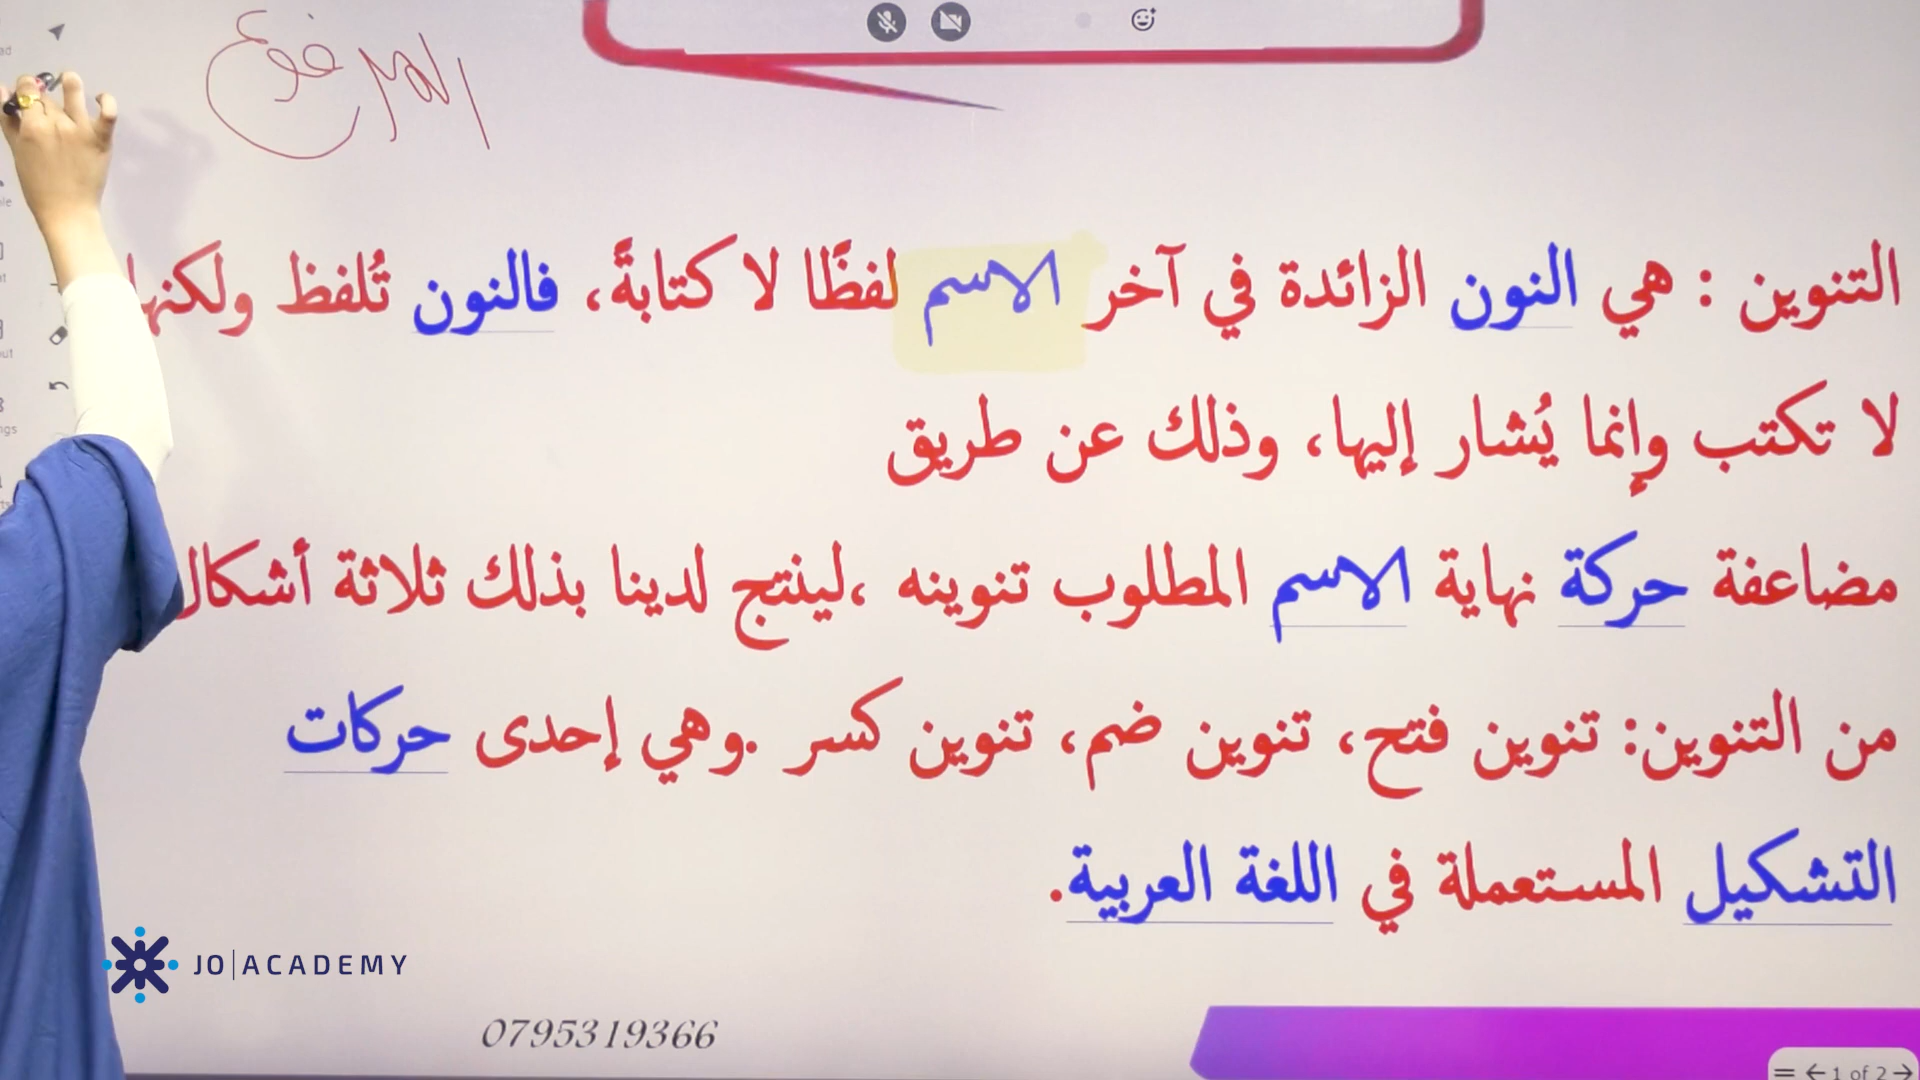 المرفوع
التنوين : هي النون الزائدة في آخر الاسم لفظًا لا كتابةً، فالنون تُلفظ ولكنها
لا تكتب وإنما يُشار إليها، وذلك عن طريق
مضاعفة حركة نهاية الاسم المطلوب تنوينه ،لينتج لدينا بذلك ثلاثة أشكال
من التنوين: تنوين فتح، تنوين ضم، تنوين كسر .وهي إحدى حركات
التشكيل المستعملة في اللغة العربية.
JO|ACADEMY
0795319366
1 of 2